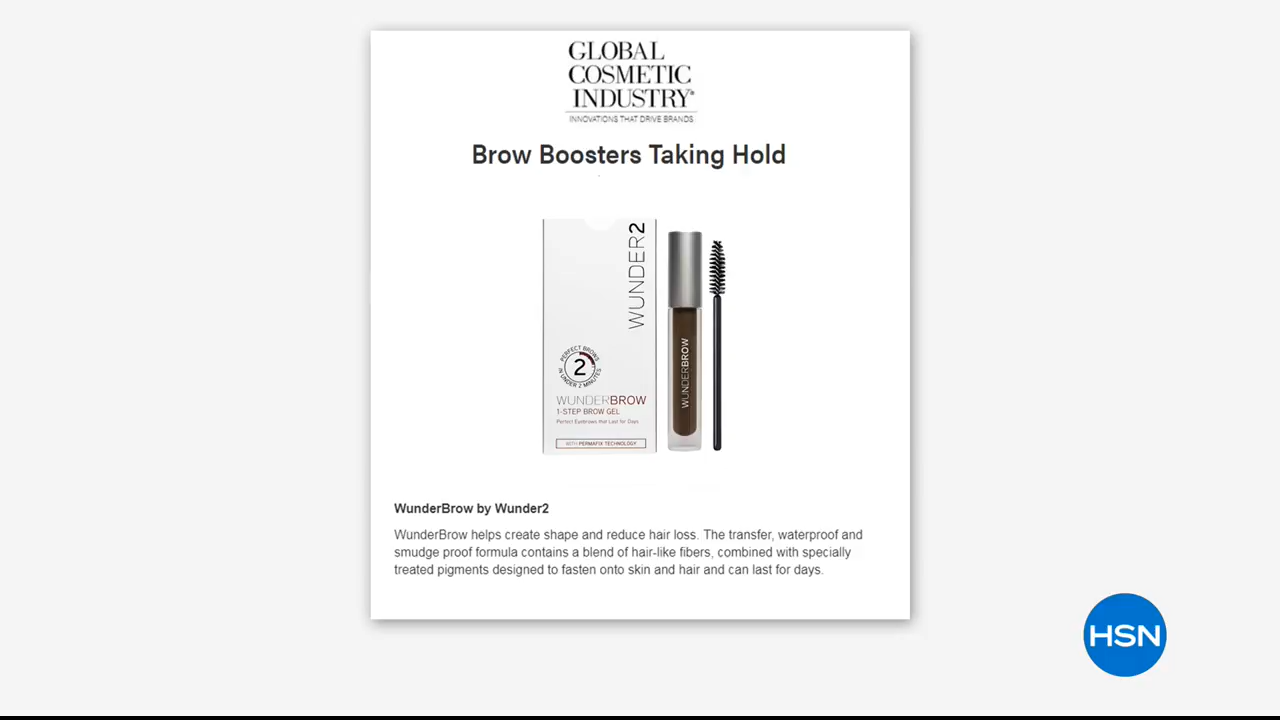 GLOBAL
COSMETIC
INDUSTRY®
INNOVATIONS THAT DRIVE BRANDS
Brow Boosters Taking Hold
WUNDER2
PERFECT BROWS
2
IN UNDER 2 MINUTES
WUNDERBROW
1-STEP BROW GEL
Perfect Eyebrows that Last for Days
WITH PERMAFIX TECHNOLOGY
WUNDERBROW
WunderBrow by Wunder2
WunderBrow helps create shape and reduce hair loss. The transfer, waterproof and
smudge proof formula contains a blend of hair-like fibers, combined with specially
treated pigments designed to fasten onto skin and hair and can last for days.
HSN